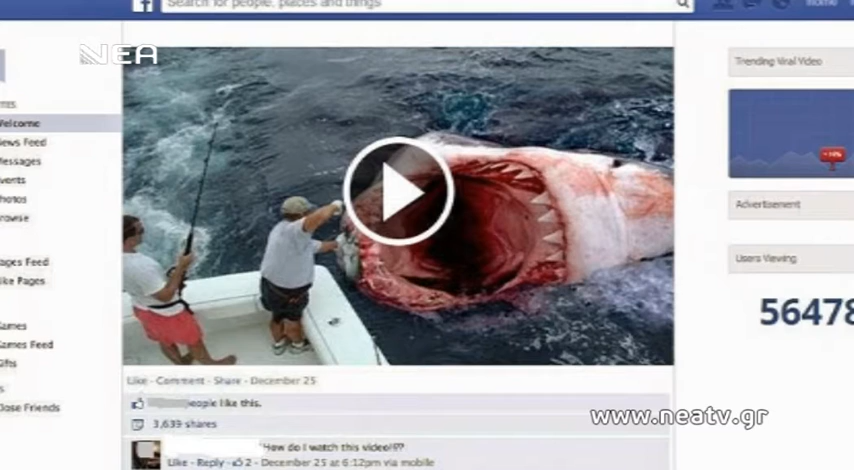 Search for people, places and things
Home
NEA
Trending Viral Video
Welcome
News Feed
Messages
Events
Photos
Browse
Advertisement
Pages Feed
Like Pages
Users Viewing
56478
Games
Games Feed
Gifts
Close Friends
Like · Comment · Share · December 25
people like this.
3,639 shares
www.neatv.gr
How do I watch this video!??
Like · Reply · 2 · December 25 at 6:12pm via mobile